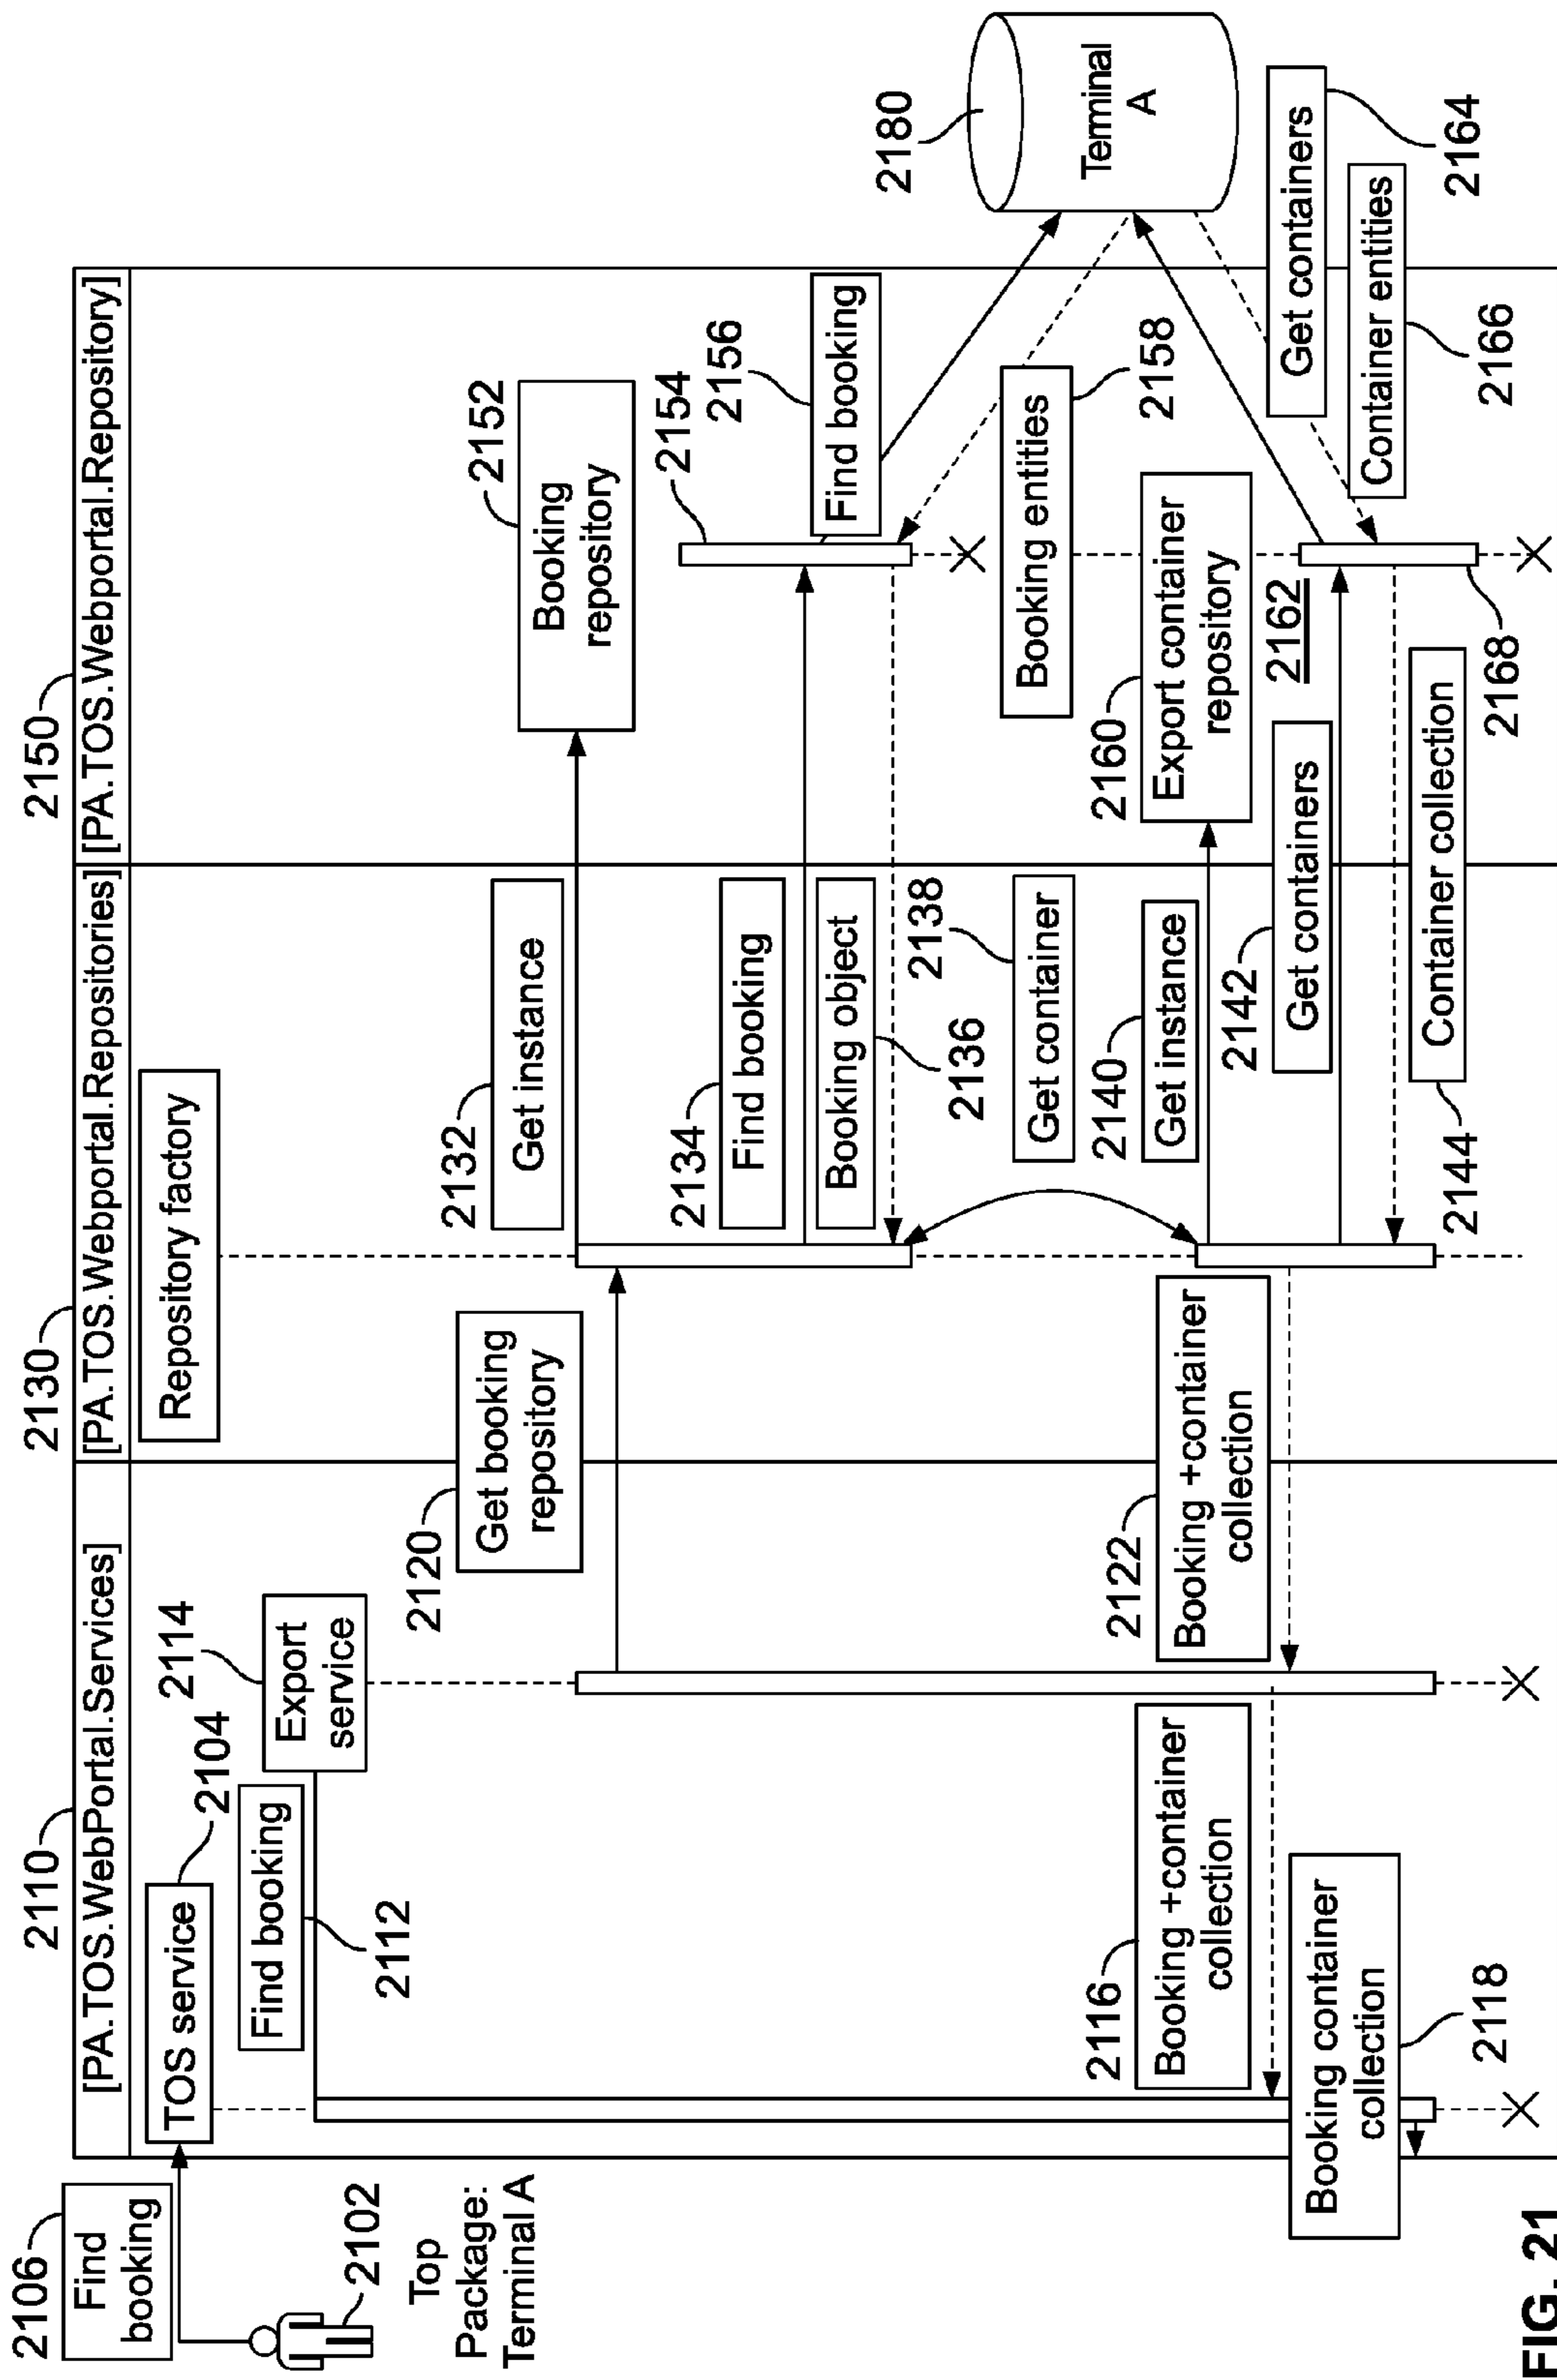 2106
Find
booking
2102
Top
Package:
Terminal A
2110
[PA.TOS.WebPortal.Services]
TOS service
2104
Find booking
2112
2114
Export
service
2116
Booking +container
collection
Booking container
collection
2118
2120
Get booking
repository
2122
Booking +container
collection
2130
[PA.TOS.Webportal.Repositories]
Repository factory
2132
Get instance
2134
Find booking
Booking object
2136
2138
Get container
2140
Get instance
2142
Get containers
Container collection
2144
2150
[PA.TOS.Webportal.Repository]
2152
Booking
repository
2154
2156
Find booking
Booking entities
2158
2160
Export container
repository
2162
2168
2180
Terminal
A
Get containers
2164
Container entities
2166
FIG. 21